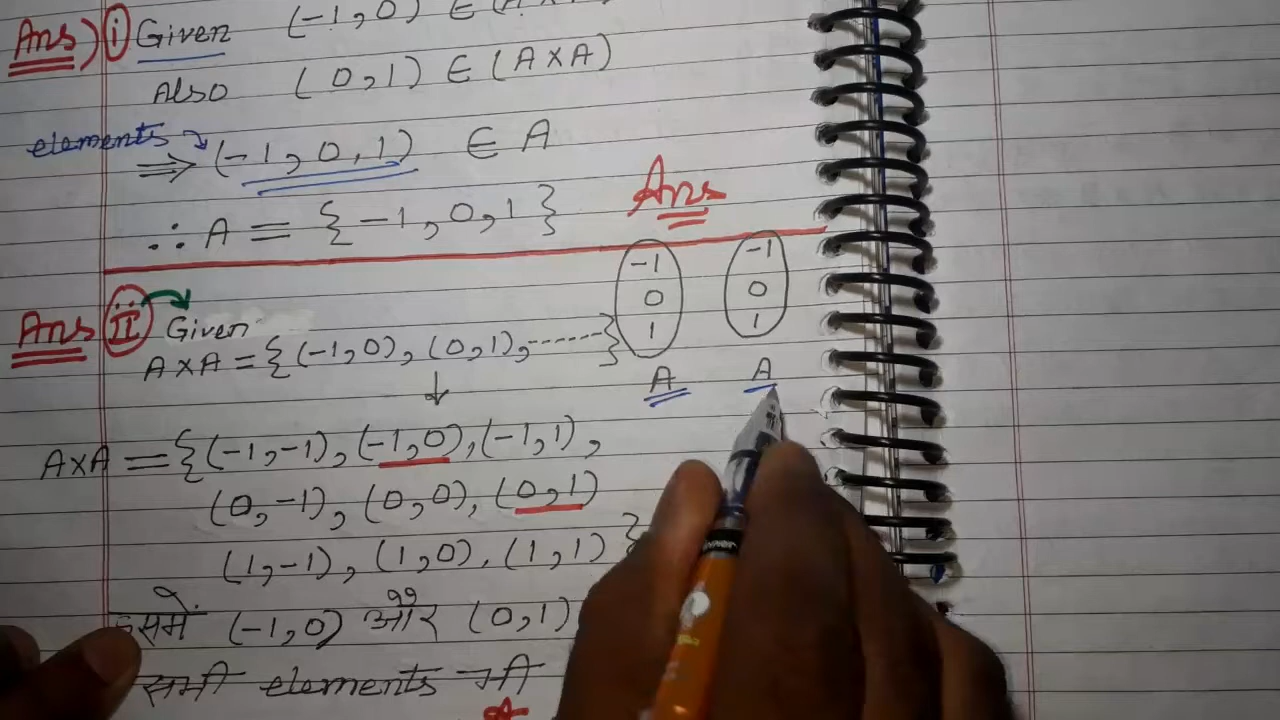 Ans) i Given (-1,0) ∈ (A×A)
Also (0,1) ∈ (A×A)
elements
⇒ (-1,0,1) ∈ A
∴ A = {-1,0,1} Ans
-1 -1
0 0
1 1
A A
Ans ii Given
A×A = {(-1,0), (0,1), ------}
A×A = {(-1,-1), (-1,0), (-1,1),
(0,-1), (0,0), (0,1)
(1,-1), (1,0), (1,1)}
इसमें (-1,0) और (0,1)
सभी elements